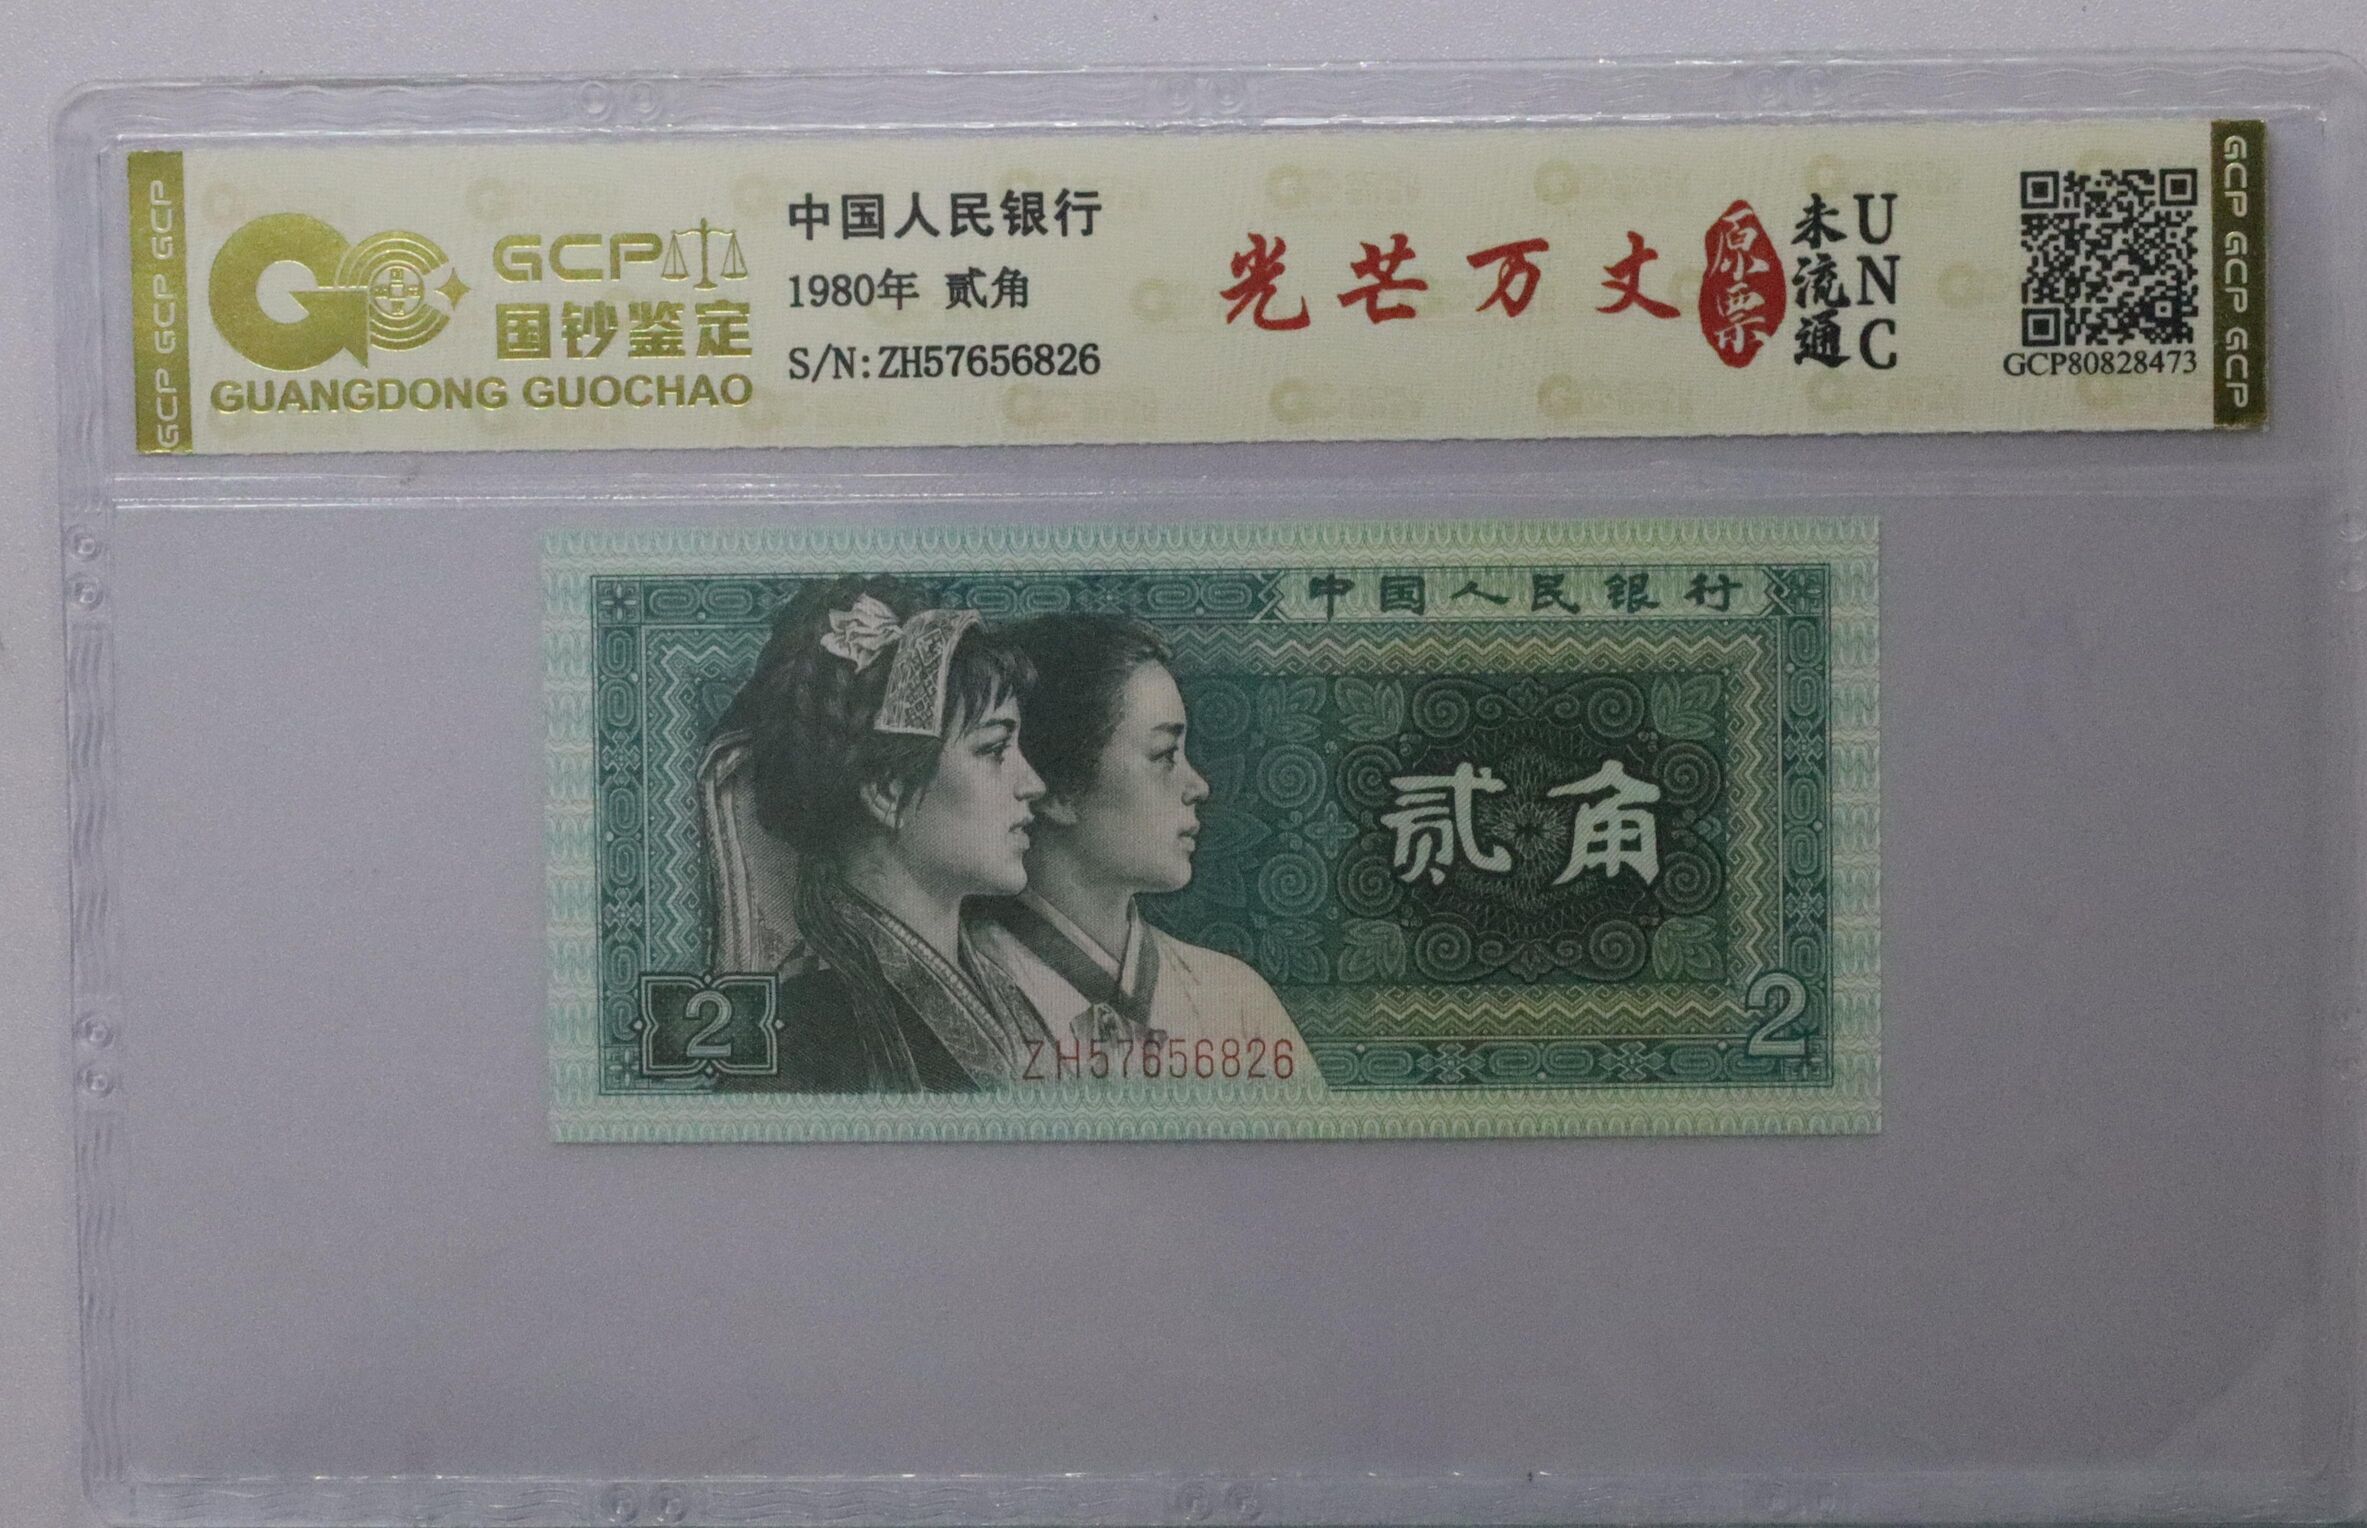 GCP GCP GCP
GCP
国钞鉴定
GUANGDONG GUOCHAO
中国人民银行
1980年 贰角
S/N:ZH57656826
光芒万丈
原票
未流通
UNC
GCP80828473
GCP GCP GCP
中国人民银行
贰角
2
2
ZH57656826